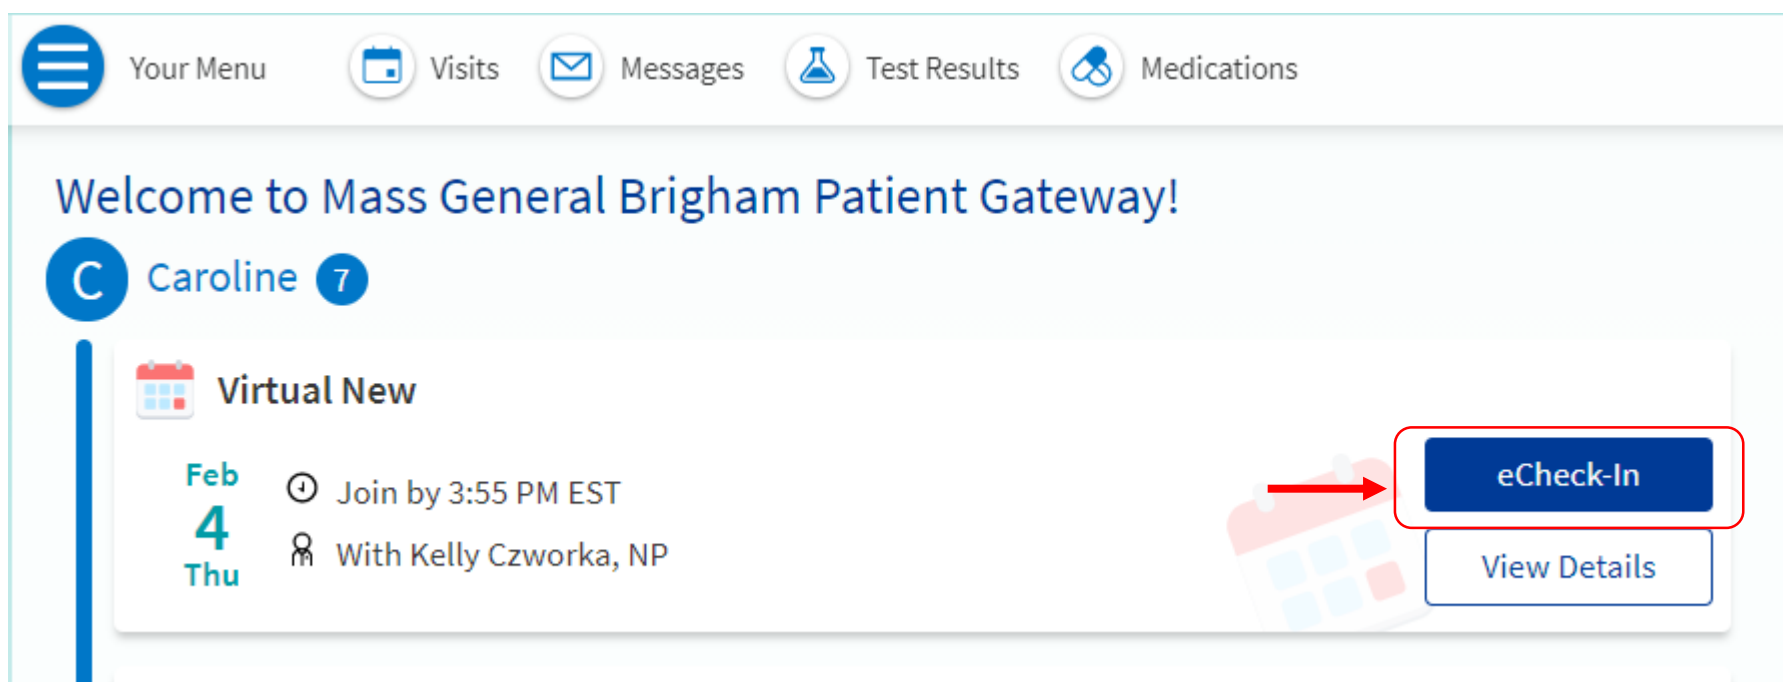 Your Menu Visits Messages Test Results Medications
Welcome to Mass General Brigham Patient Gateway!
C Caroline 7
Virtual New
Feb
4
Thu
Join by 3:55 PM EST
With Kelly Czworka, NP
eCheck-In
View Details